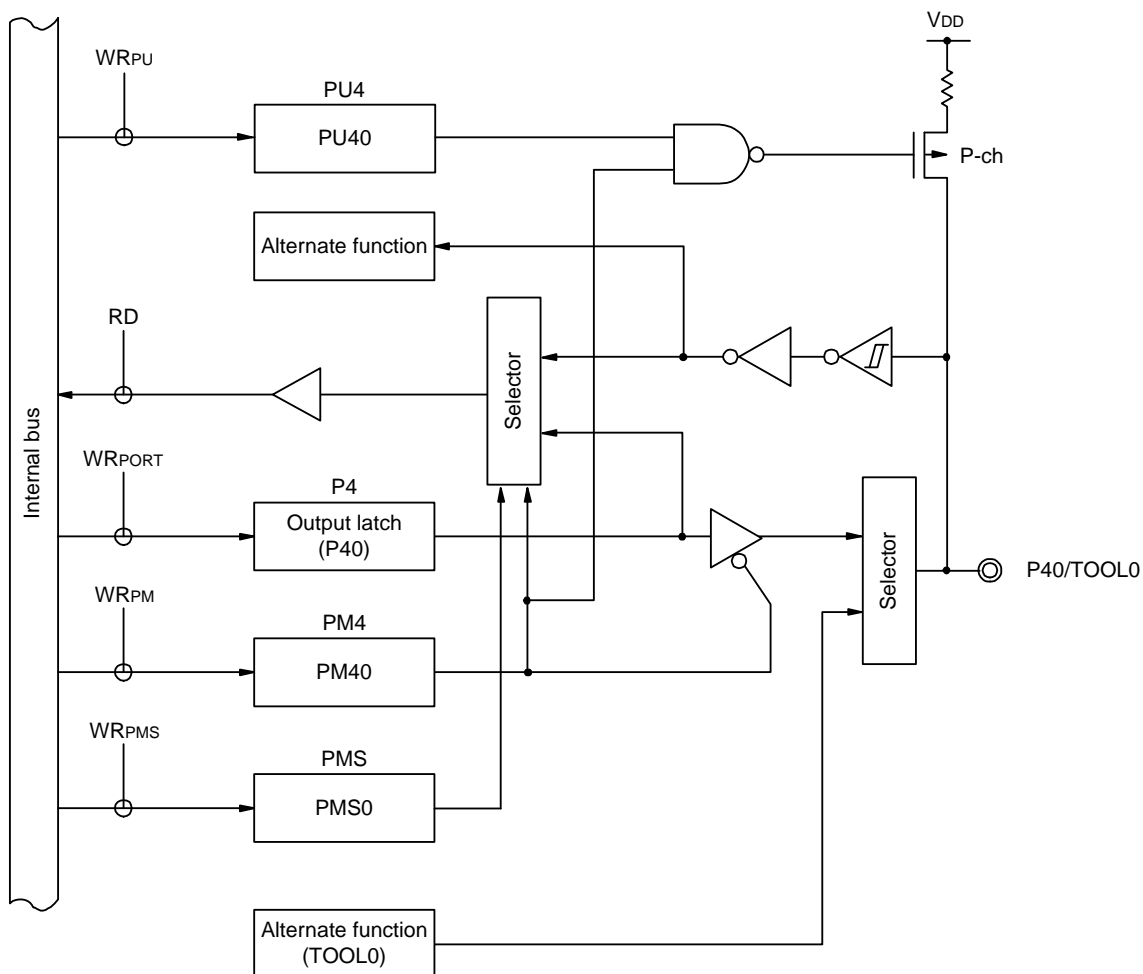 VDD
WRPU
PU4
PU40
P-ch
Alternate function
RD
Selector
Internal bus
WRPORT
P4
Output latch
(P40)
Selector
P40/TOOL0
WRPM
PM4
PM40
WRPMS
PMS
PMS0
Alternate function
(TOOL0)